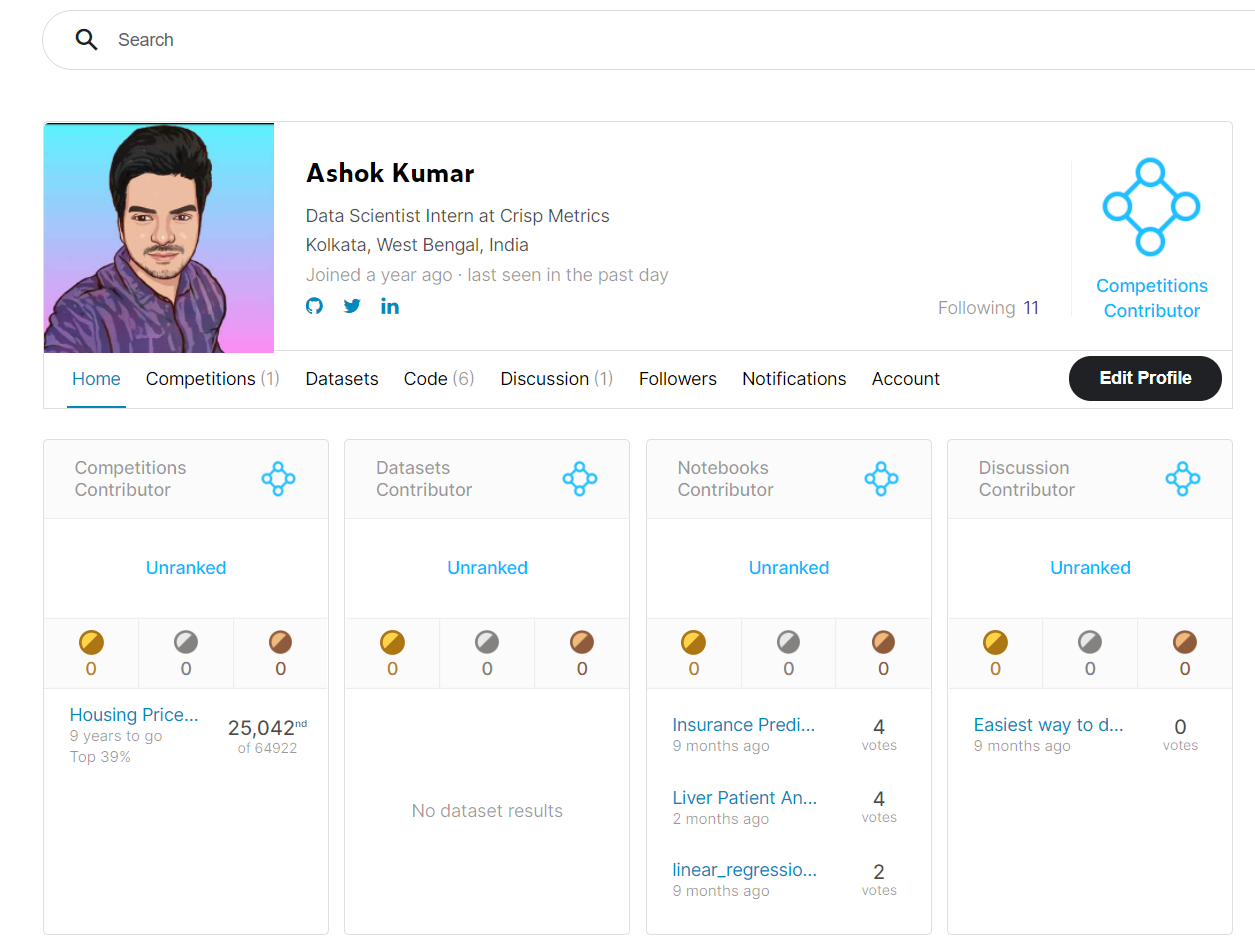 Search
Ashok Kumar
Data Scientist Intern at Crisp Metrics
Kolkata, West Bengal, India
Joined a year ago · last seen in the past day
in
Following 11
Competitions
Contributor
Home
Competitions (1)
Datasets
Code (6)
Discussion (1)
Followers
Notifications
Account
Edit Profile
Competitions
Contributor
Unranked
0
0
0
Housing Price...
9 years to go
Top 39%
25,042nd
of 64922
Datasets
Contributor
Unranked
0
0
0
No dataset results
Notebooks
Contributor
Unranked
0
0
0
Insurance Predi...
9 months ago
4
votes
Liver Patient An...
2 months ago
4
votes
linear_regressio...
9 months ago
2
votes
Discussion
Contributor
Unranked
0
0
0
Easiest way to d...
9 months ago
0
votes